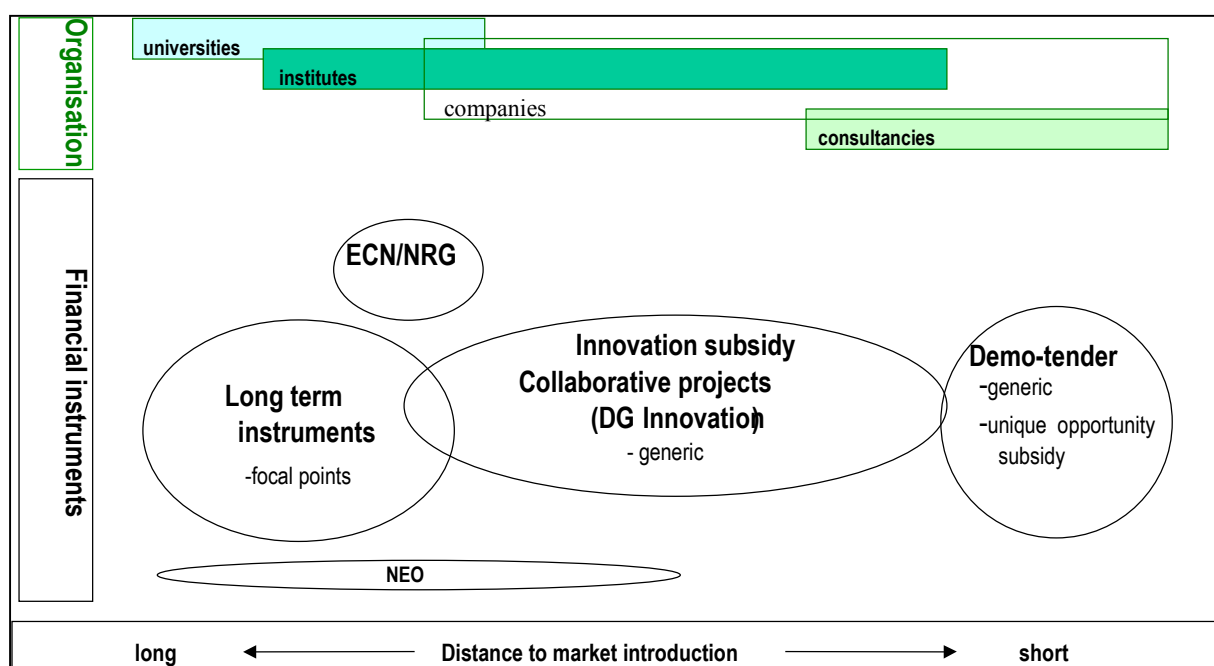 Organisation
universities
institutes
companies
consultancies
Financial instruments
ECN/NRG
Long term
instruments
-focal points
Innovation subsidy
Collaborative projects
(DG Innovation)
- generic
Demo-tender
-generic
-unique opportunity
subsidy
NEO
long
Distance to market introduction
short